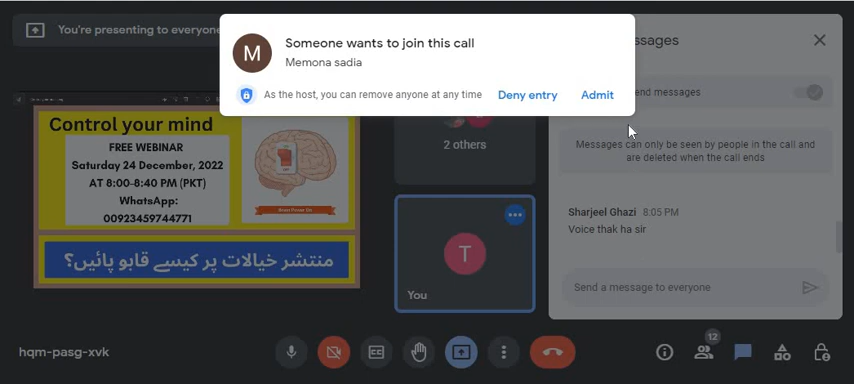 You're presenting to everyone
Someone wants to join this call
M
Memona sadia
As the host, you can remove anyone at any time
Deny entry
Admit
Control your mind
FREE WEBINAR
Saturday 24 December, 2022
AT 8:00-8:40 PM (PKT)
WhatsApp:
00923459744771
منتشر خیالات پر کیسے قابو پائیں؟
2 others
T
You
ssages
end messages
Messages can only be seen by people in the call and
are deleted when the call ends
Sharjeel Ghazi 8:05 PM
Voice thak ha sir
Send a message to everyone
hqm-pasg-xvk
12